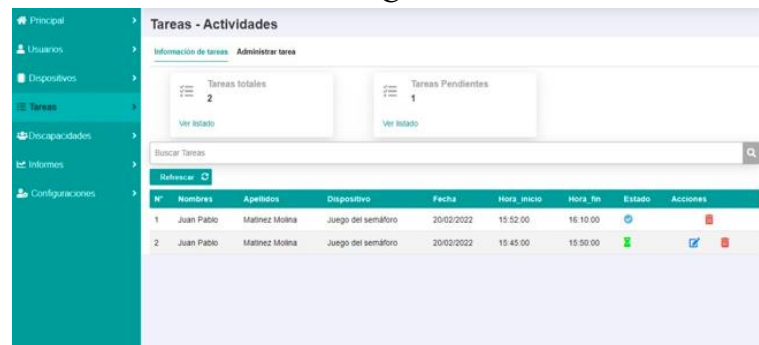 Principal
Usuarios
Dispositivos
Tareas
Discapacidades
Informes
Configuraciones
Tareas - Actividades
Información de tareas Administrar tarea
Tareas totales
2
Ver listado
Tareas Pendientes
1
Ver listado
Buscar Tareas
Refrescar
N° Nombres Apellidos Dispositivo Fecha Hora_inicio Hora_fin Estado Acciones
1 Juan Pablo Matinez Molina Juego del semáforo 20/02/2022 15:52:00 16:10:00
2 Juan Pablo Matinez Molina Juego del semáforo 20/02/2022 15:45:00 15:50:00